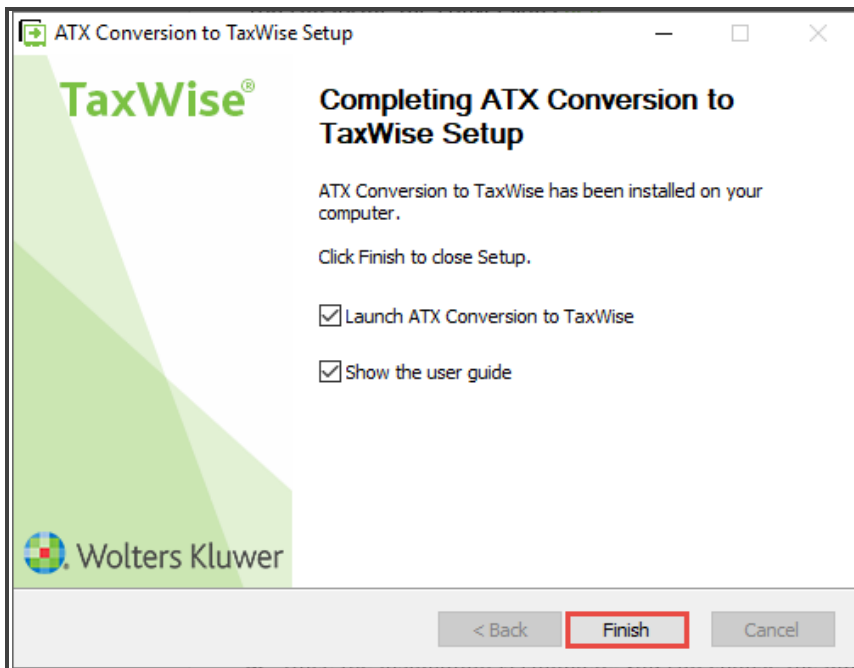 ATX Conversion to TaxWise Setup
TaxWise®
Completing ATX Conversion to
TaxWise Setup
ATX Conversion to TaxWise has been installed on your
computer.
Click Finish to close Setup.
Launch ATX Conversion to TaxWise
Show the user guide
Wolters Kluwer
< Back
Finish
Cancel